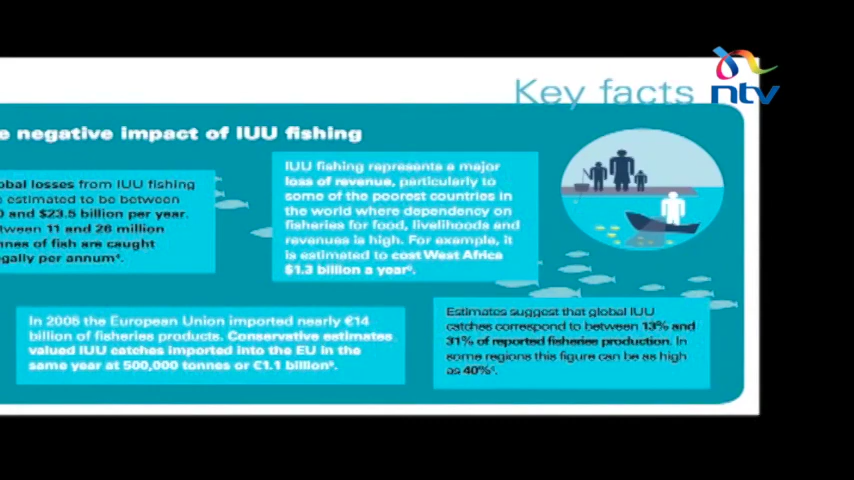 Key facts
ntv
e negative impact of IUU fishing
obal losses from IUU fishing
estimated to be between
0 and $23.5 billion per year.
tween 11 and 26 million
nnes of fish are caught
gally per annum⁴.
IUU fishing represents a major
loss of revenue, particularly to
some of the poorest countries in
the world where dependency on
fisheries for food, livelihoods and
revenues is high. For example, it
is estimated to cost West Africa
$1.3 billion a year
In 2005 the European Union imported nearly €14
billion of fisheries products. Conservative estimates
valued IUU catches imported into the EU in the
same year at 500,000 tonnes or €1.1 billion
Estimates suggest that global IUU
catches correspond to between 13% and
31% of reported fisheries production. In
some regions this figure can be as high
as 40%